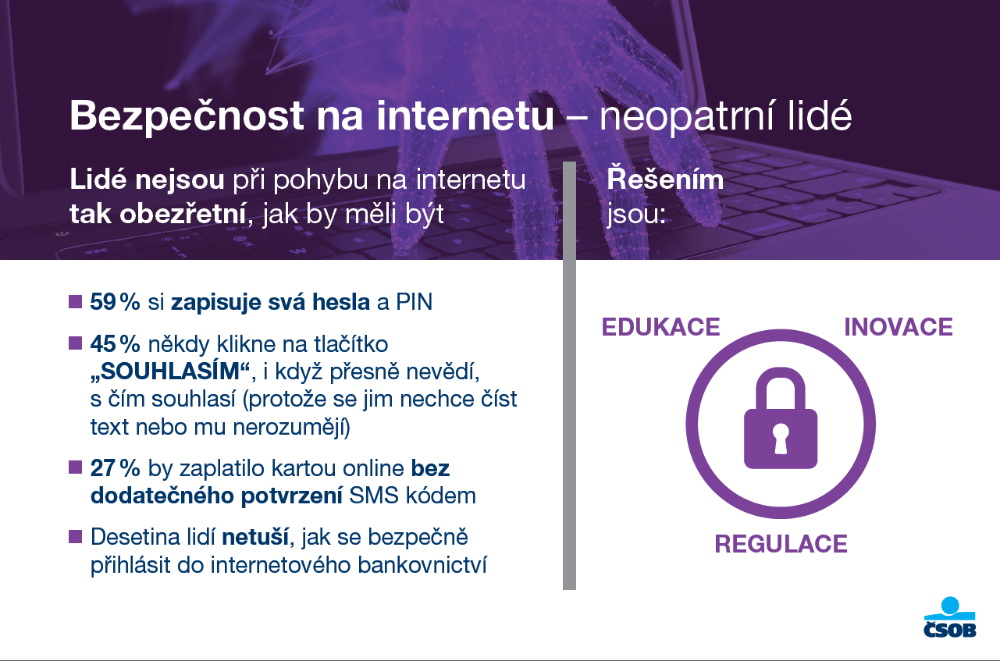 Bezpečnost na internetu – neopatrní lidé
Lidé nejsou při pohybu na internetu
tak obezřetní, jak by měli být
59 % si zapisuje svá hesla a PIN
45 % někdy klikne na tlačítko
„SOUHLASÍM“, i když přesně nevědí,
s čím souhlasí (protože se jim nechce číst
text nebo mu nerozumějí)
27 % by zaplatilo kartou online bez
dodatečného potvrzení SMS kódem
Desetina lidí netuší, jak se bezpečně
přihlásit do internetového bankovnictví
Řešením
jsou:
EDUKACE
INOVACE
REGULACE
ČSOB